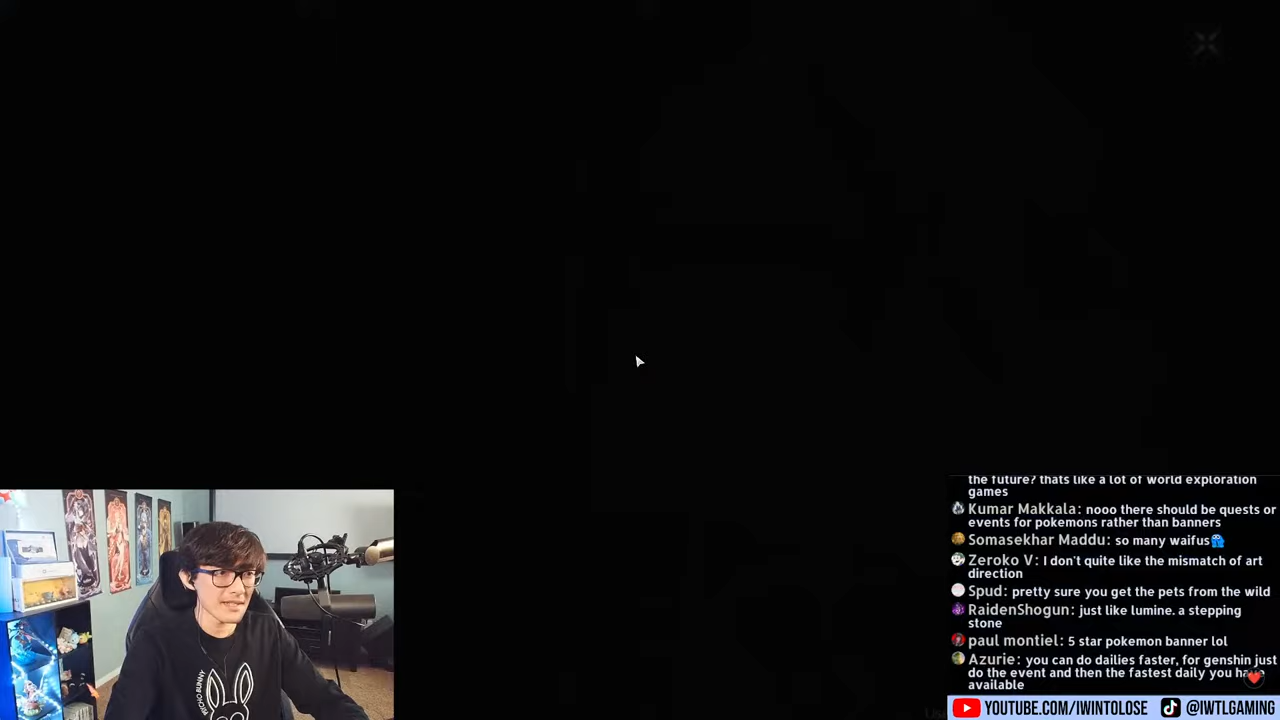 the future? thats like a lot of world exploration
games
Kumar Makkala: nooo there should be quests or
events for pokemons rather than banners
Somasekhar Maddu: so many waifus
Zeroko V: I don't quite like the mismatch of art
direction
Spud: pretty sure you get the pets from the wild
RaidenShogun: just like lumine. a stepping
stone
paul montiel: 5 star pokemon banner lol
Azurie: you can do dailies faster, for genshin just
do the event and then the fastest daily you have
available
YOUTUBE.COM/IWINTOLOSE @IWTLGAMING